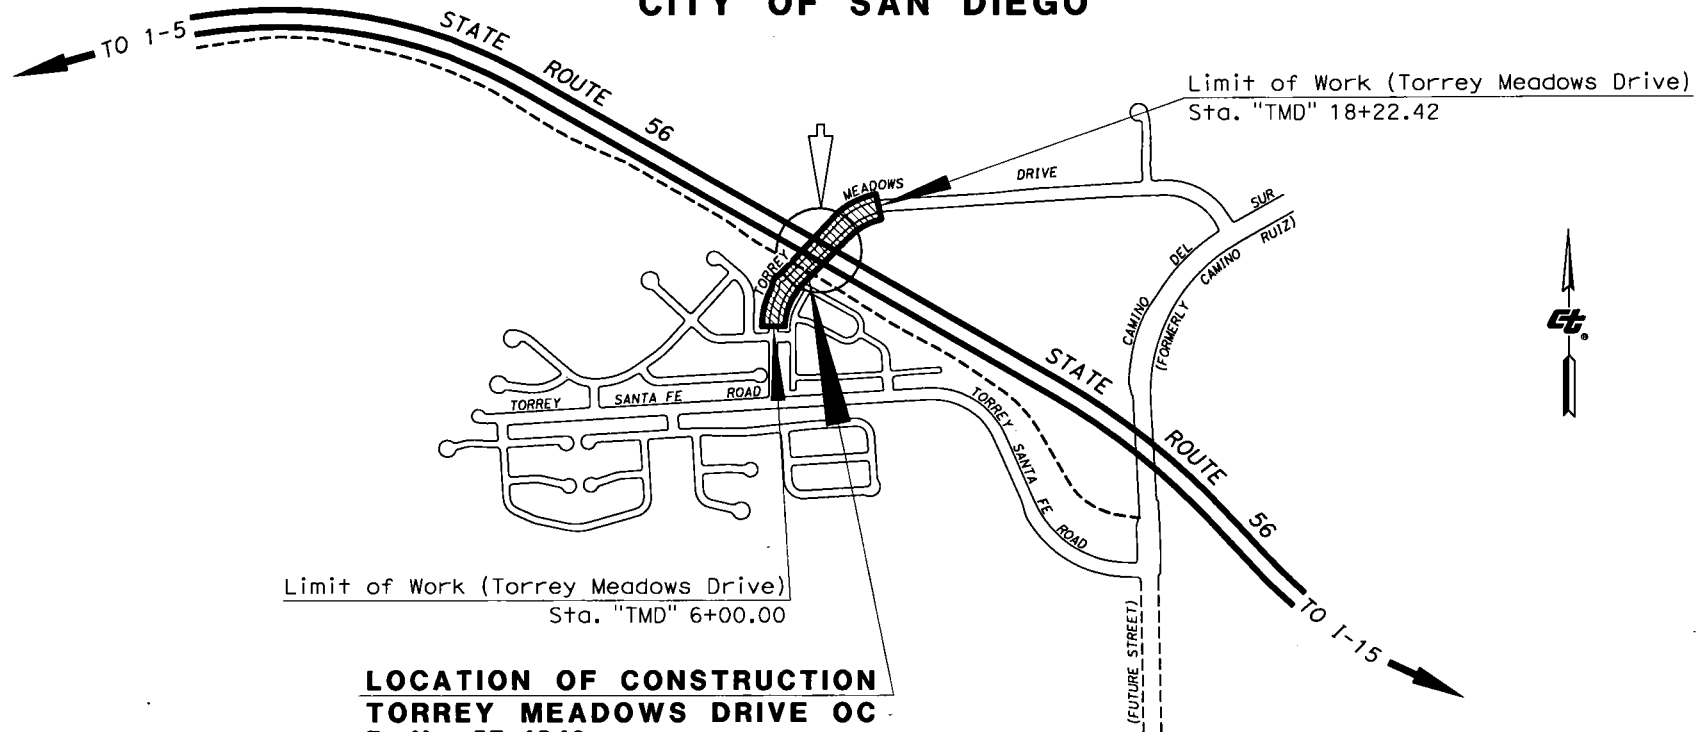 CITY OF SAN DIEGO
TO 1-5
STATE ROUTE 56
Limit of Work (Torrey Meadows Drive)
Sta. "TMD" 18+22.42
TORREY MEADOWS DRIVE
CAMINO DEL SUR
(FORMERLY CAMINO RUIZ)
Ct
STATE ROUTE 56
TORREY SANTA FE ROAD
TORREY SANTA FE ROAD
Limit of Work (Torrey Meadows Drive)
Sta. "TMD" 6+00.00
(FUTURE STREET)
TO I-15
LOCATION OF CONSTRUCTION
TORREY MEADOWS DRIVE OC